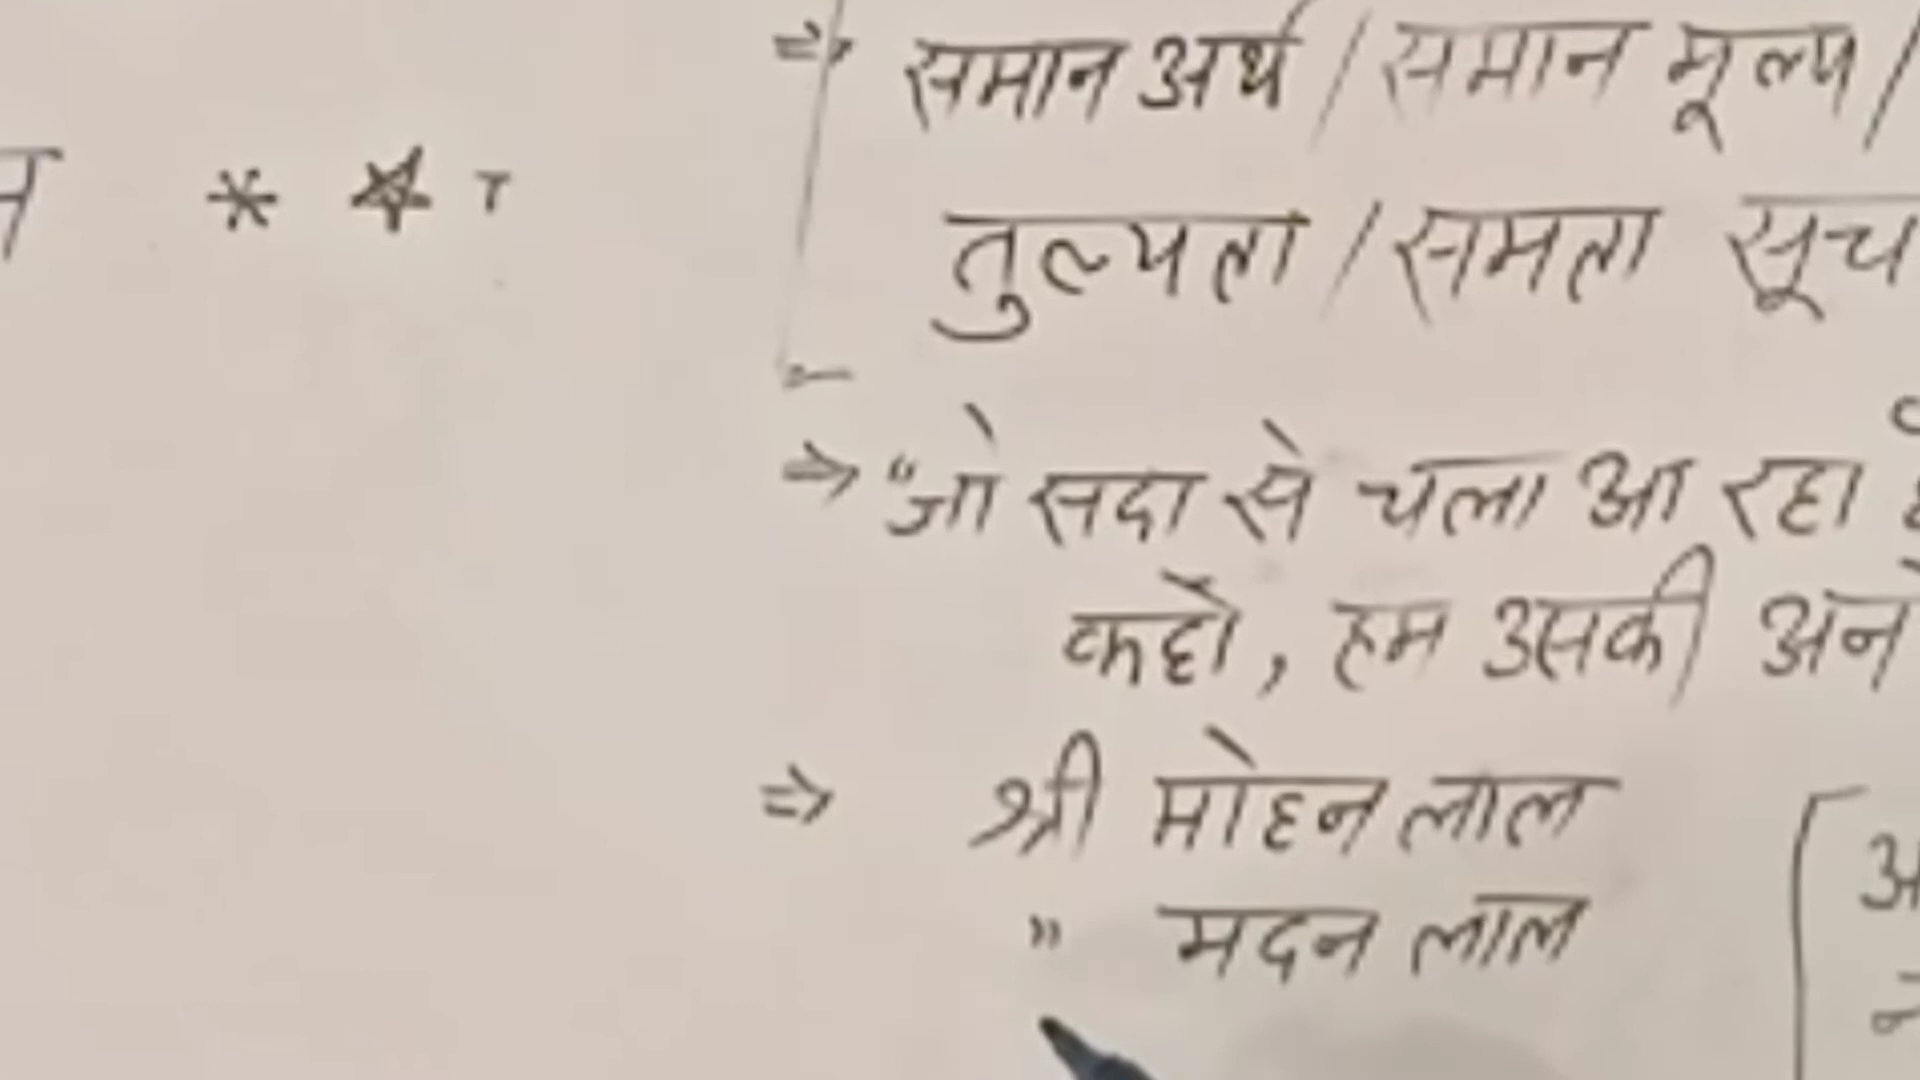 ⇒ समान अर्थ / समान मूल्य /
* *
तुल्यता / समता सूच
⇒ "जो सदा से चला आ रहा
कहो, हम उसकी अन
⇒ श्री मोहन लाल
" मदन लाल